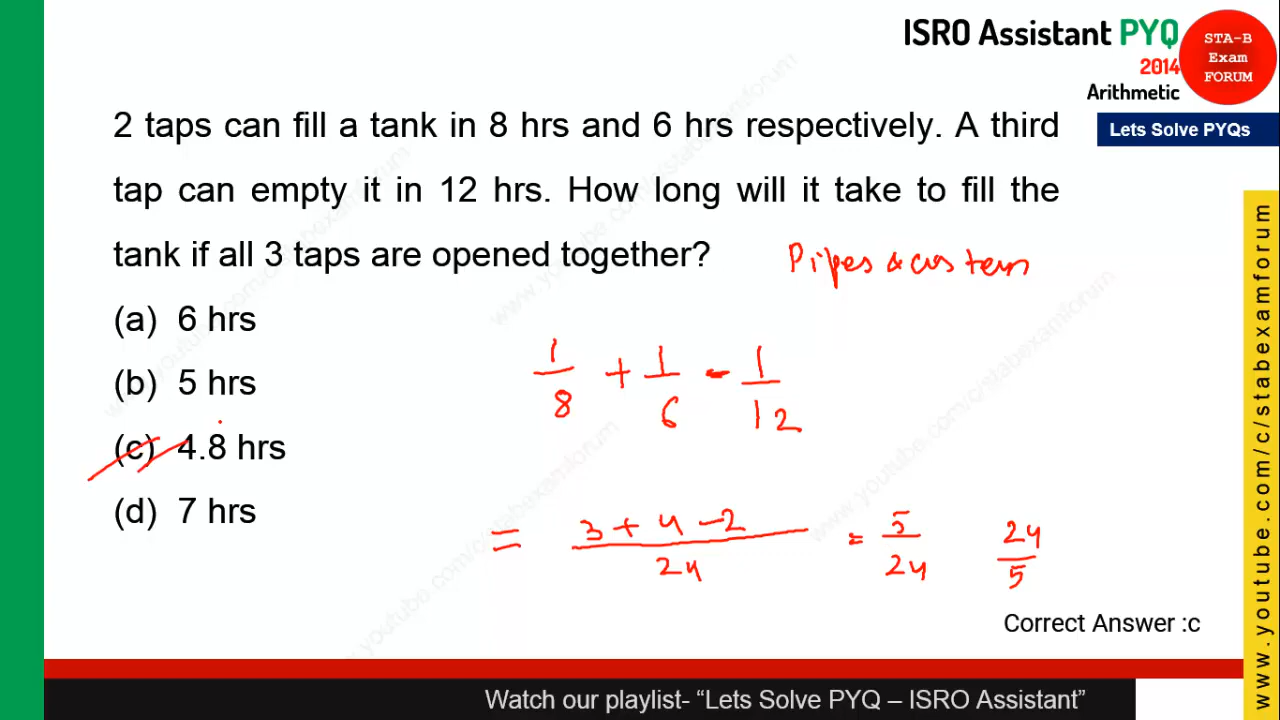 ISRO Assistant PYQ
2014
Arithmetic
STA-B
Exam
FORUM
Lets Solve PYQs
2 taps can fill a tank in 8 hrs and 6 hrs respectively. A third
tap can empty it in 12 hrs. How long will it take to fill the
tank if all 3 taps are opened together?
Pipes & cistern
(a) 6 hrs
(b) 5 hrs
(c) 4.8 hrs
(d) 7 hrs
1/8 + 1/6 - 1/12
= 3 + 4 - 2 / 24 = 5/24 24/5
Correct Answer :c
Watch our playlist- “Lets Solve PYQ – ISRO Assistant”
www.youtube.com/c/stabexamforum